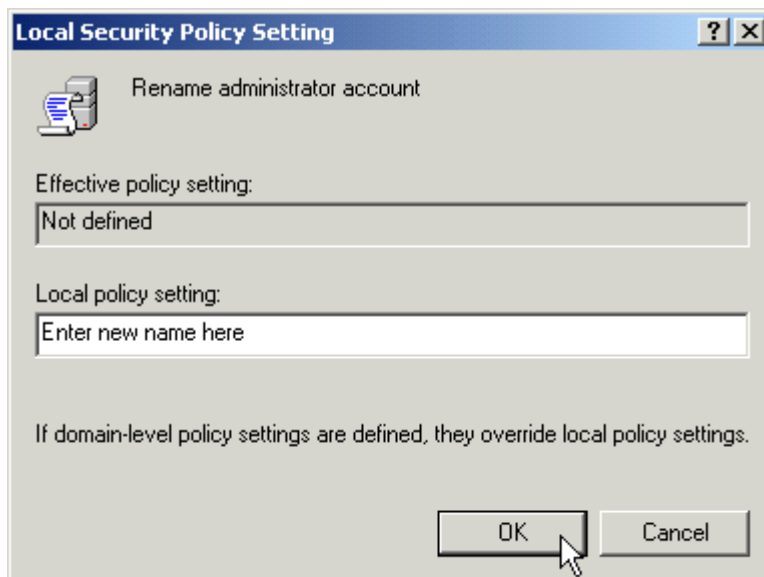 Local Security Policy Setting
Rename administrator account
Effective policy setting:
Not defined
Local policy setting:
Enter new name here
If domain-level policy settings are defined, they override local policy settings.
OK
Cancel